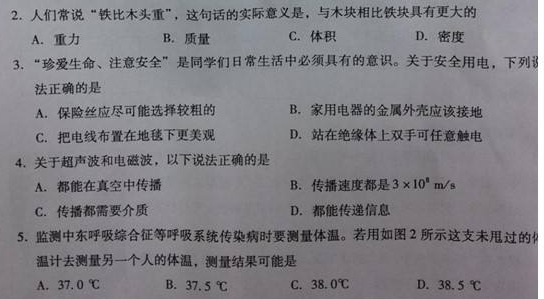 2. 人们常说“铁比木头重”，这句话的实际意义是，与木块相比铁块具有更大的
A. 重力 B. 质量 C. 体积 D. 密度
3. “珍爱生命、注意安全”是同学们日常生活中必须具有的意识。关于安全用电，下列说
法正确的是
A. 保险丝应尽可能选择较粗的 B. 家用电器的金属外壳应该接地
C. 把电线布置在地毯下更美观 D. 站在绝缘体上双手可任意触电
4. 关于超声波和电磁波，以下说法正确的是
A. 都能在真空中传播 B. 传播速度都是 3×10⁸ m/s
C. 传播都需要介质 D. 都能传递信息
5. 监测中东呼吸综合征等呼吸系统传染病时要测量体温。若用如图 2 所示这支未甩过的体
温计去测量另一个人的体温，测量结果可能是
A. 37.0 ℃ B. 37.5 ℃ C. 38.0℃ D. 38.5 ℃